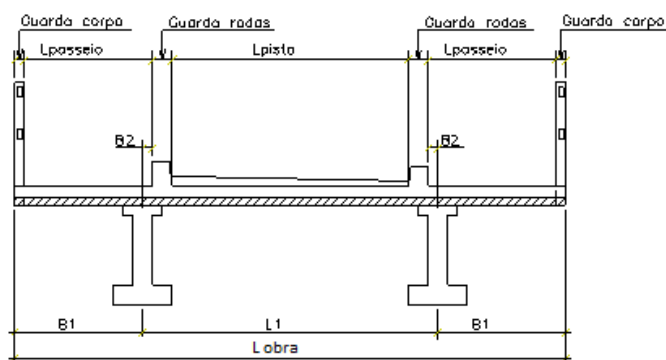 Guarda corpo
Guarda rodas
Guarda rodas
Guarda corpo
Lpasseio
Lpista
Lpasseio
B2
B2
B1
L1
B1
Lobra